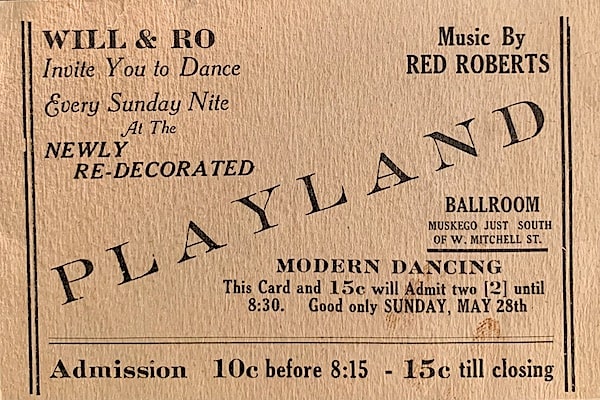 WILL & RO
Invite You to Dance
Every Sunday Nite
At The
NEWLY
RE-DECORATED
Music By
RED ROBERTS
PLAYLAND
BALLROOM
MUSKEGO JUST SOUTH
OF W. MITCHELL ST.
MODERN DANCING
This Card and 15c will Admit two [2] until
8:30. Good only SUNDAY, MAY 28th
Admission 10c before 8:15 - 15c till closing